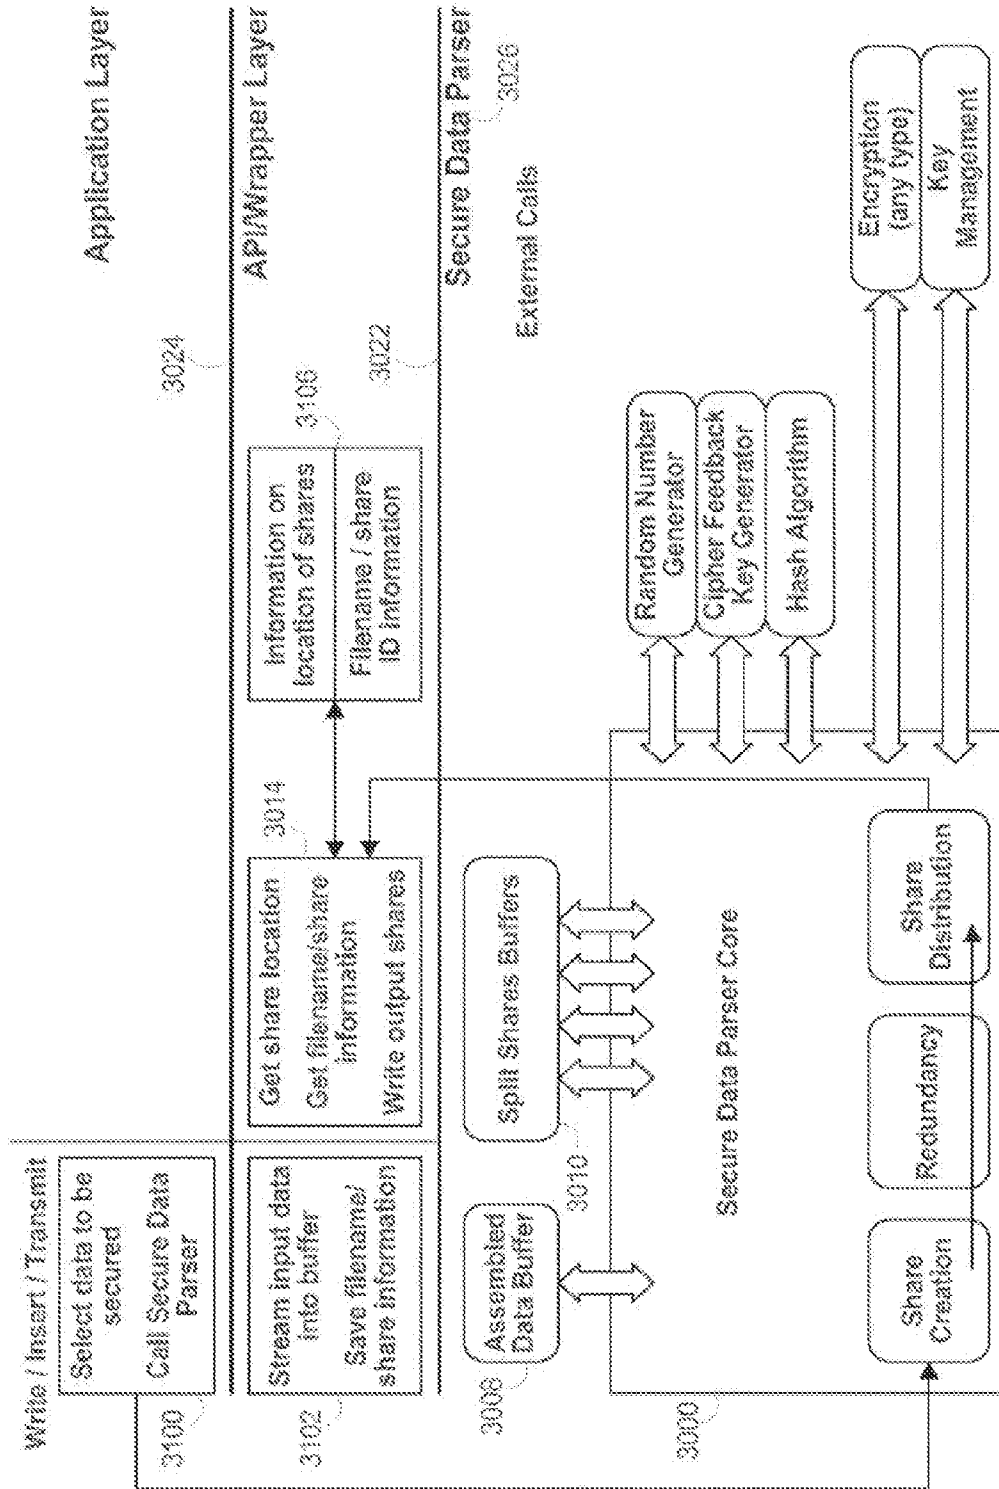 Write / Insert / Transmit
Application Layer
Select data to be
secured
Call Secure Data
Parser
3100
3024
API/Wrapper Layer
Stream input data
into buffer
Save filename/
share information
3102
Get share location
Get filename/share
information
Write output shares
3014
Information on
location of shares
Filename / share
ID information
3106
3022
Secure Data Parser
3026
External Calls
Assembled
Data Buffer
3008
Split Shares Buffers
3010
Random Number
Generator
Cipher Feedback
Key Generator
Hash Algorithm
Encryption
(any type)
Key
Management
Secure Data Parser Core
3000
Share
Creation
Redundancy
Share
Distribution